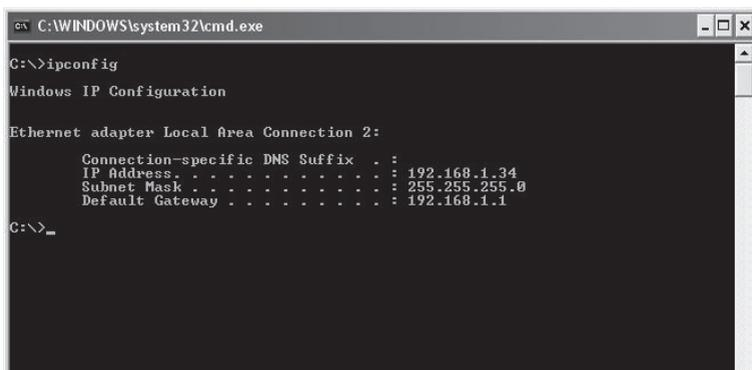 C:\WINDOWS\system32\cmd.exe
C:\>ipconfig
Windows IP Configuration
Ethernet adapter Local Area Connection 2:
Connection-specific DNS Suffix . :
IP Address. . . . . . . . . . . . : 192.168.1.34
Subnet Mask . . . . . . . . . . . : 255.255.255.0
Default Gateway . . . . . . . . . : 192.168.1.1
C:\>_